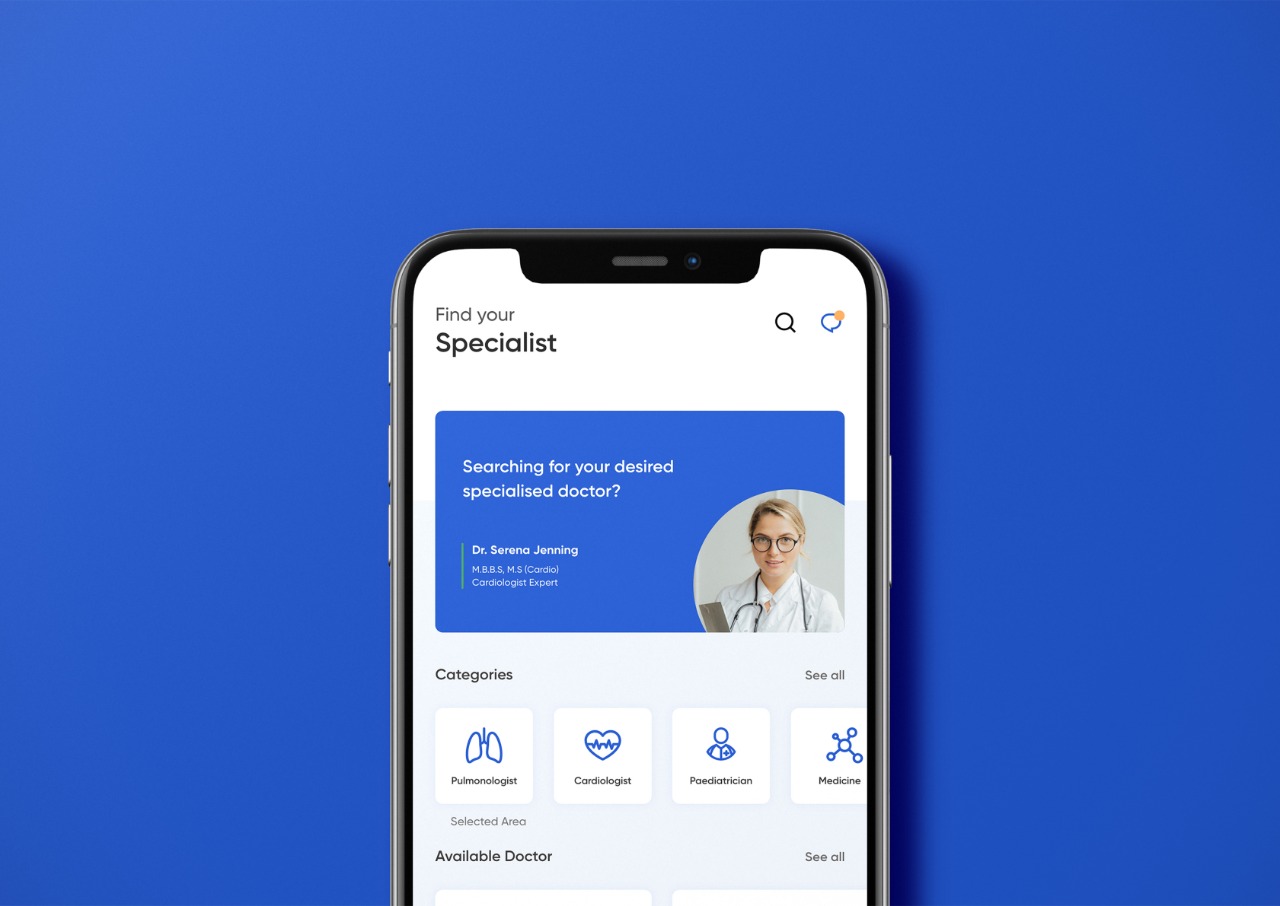 Find your
Specialist
Searching for your desired
specialised doctor?
Dr. Serena Jenning
M.B.B.S, M.S (Cardio)
Cardiologist Expert
Categories
See all
Pulmonologist
Cardiologist
Paediatrician
Medicine
Selected Area
Available Doctor
See all